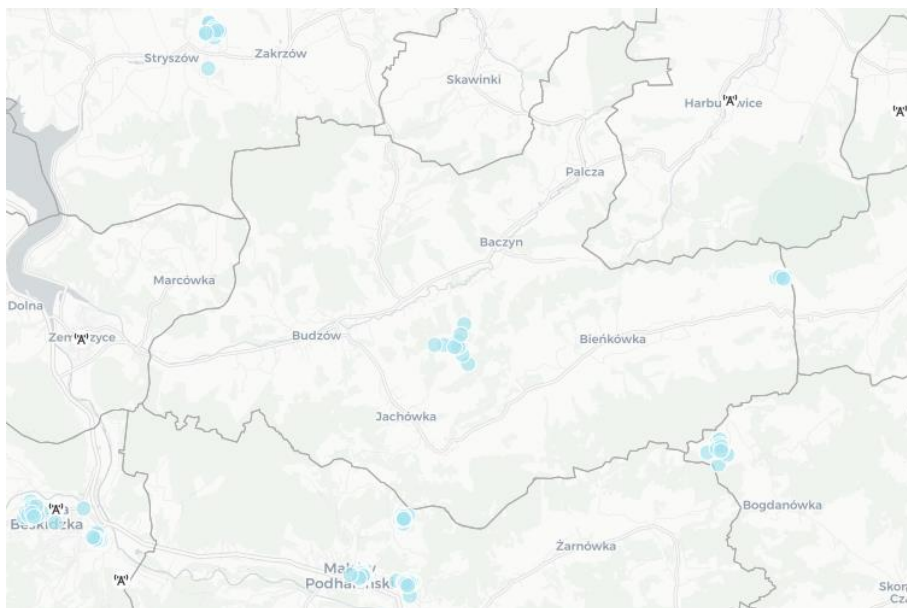 Stryszów
Zakrzów
Skawinki
Palcza
Baczyn
Marcówka
Dolna
Budzów
Bieńkówka
Jachówka
Bogdanówka
Żarnówka